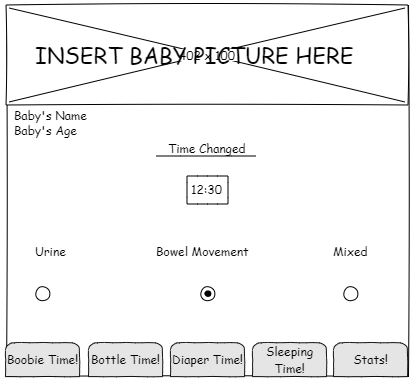 INSERT BABY PICTURE HERE
402 x 100
Baby's Name
Baby's Age
Time Changed
12:30
Urine Bowel Movement Mixed
Boobie Time! Bottle Time! Diaper Time! Sleeping Time! Stats!